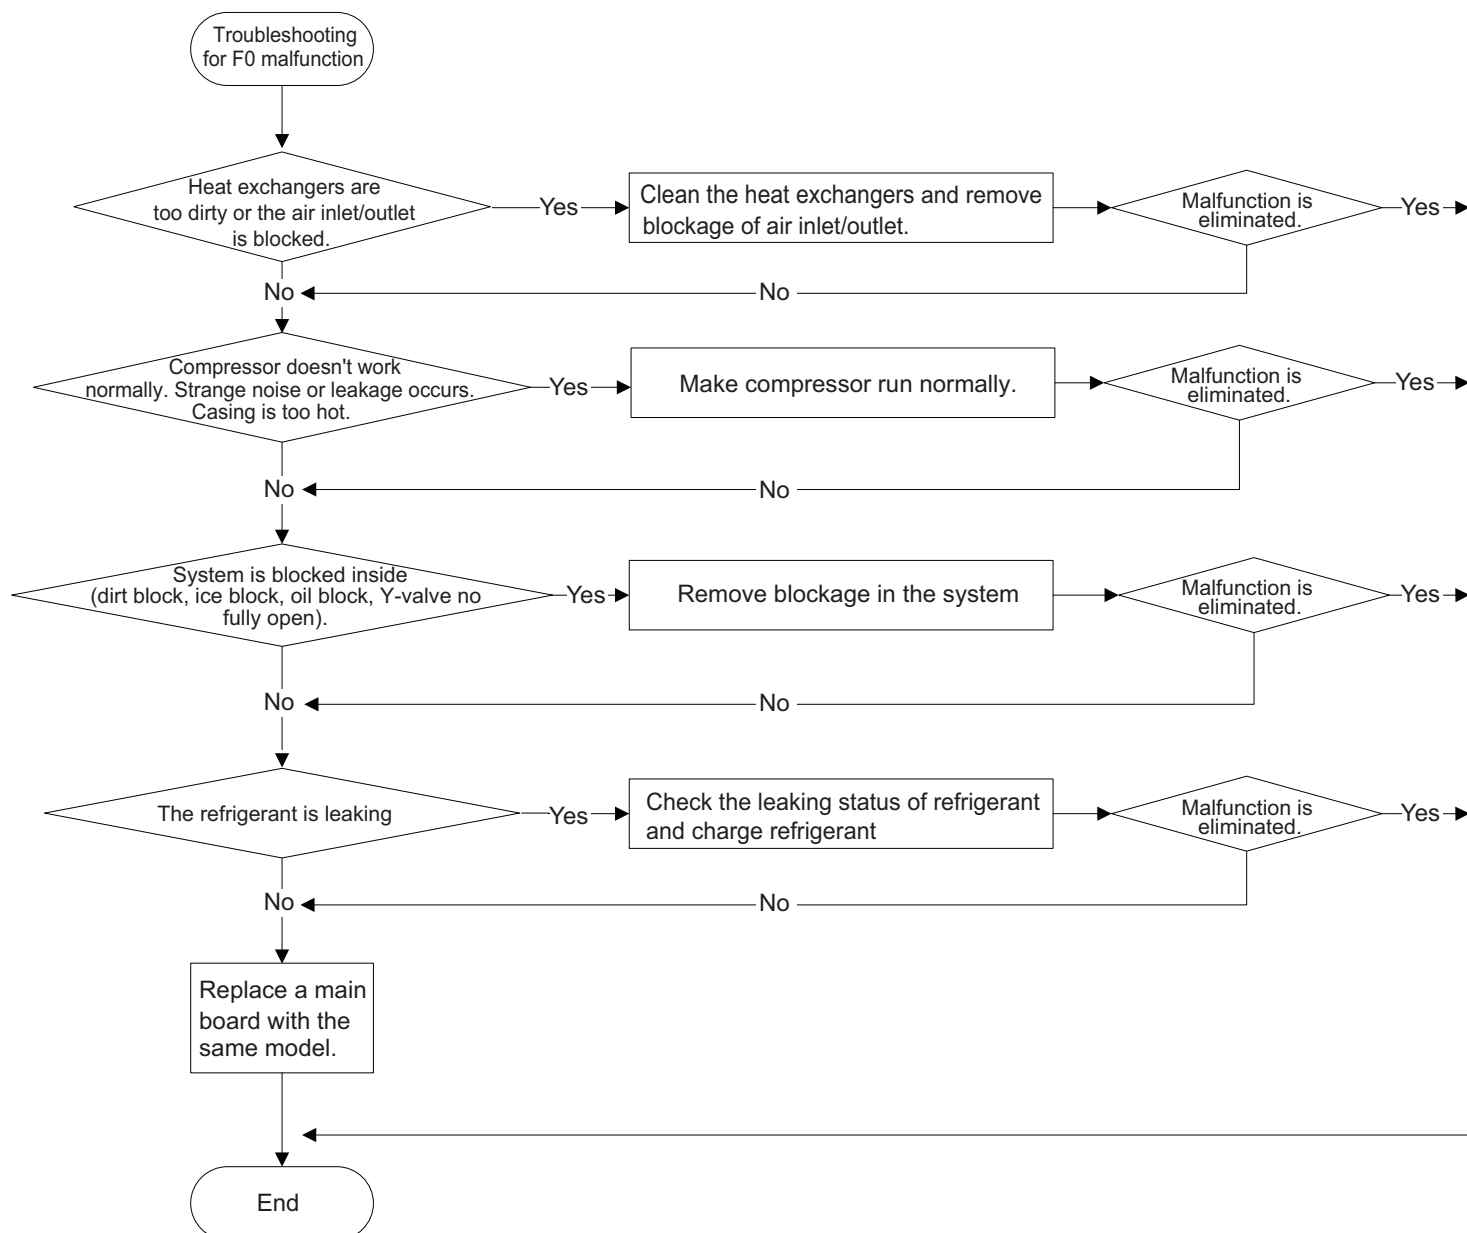 Troubleshooting
for F0 malfunction
Heat exchangers are
too dirty or the air inlet/outlet
is blocked.
Yes
Clean the heat exchangers and remove
blockage of air inlet/outlet.
Malfunction is
eliminated.
Yes
No
No
Compressor doesn't work
normally. Strange noise or leakage occurs.
Casing is too hot.
Yes
Make compressor run normally.
Malfunction is
eliminated.
Yes
No
No
System is blocked inside
(dirt block, ice block, oil block, Y-valve no
fully open).
Yes
Remove blockage in the system
Malfunction is
eliminated.
Yes
No
No
The refrigerant is leaking
Yes
Check the leaking status of refrigerant
and charge refrigerant
Malfunction is
eliminated.
Yes
No
No
Replace a main
board with the
same model.
End